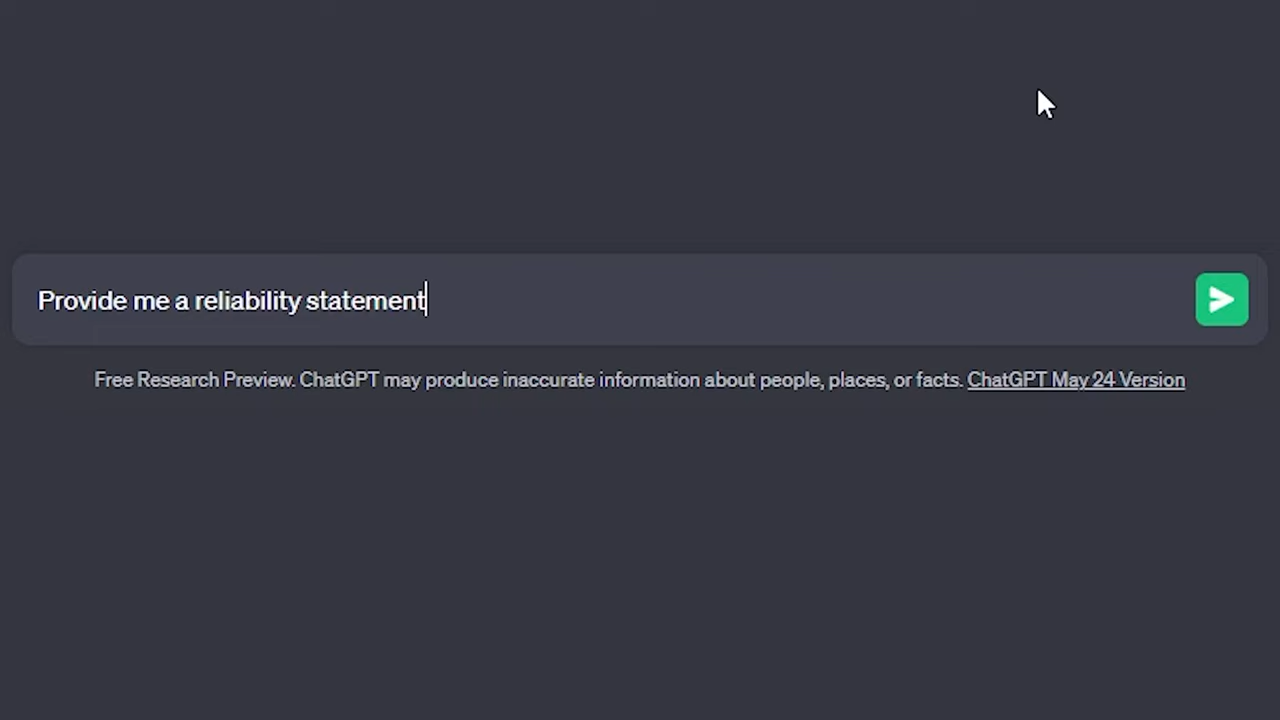 Provide me a reliability statement
Free Research Preview. ChatGPT may produce inaccurate information about people, places, or facts. ChatGPT May 24 Version